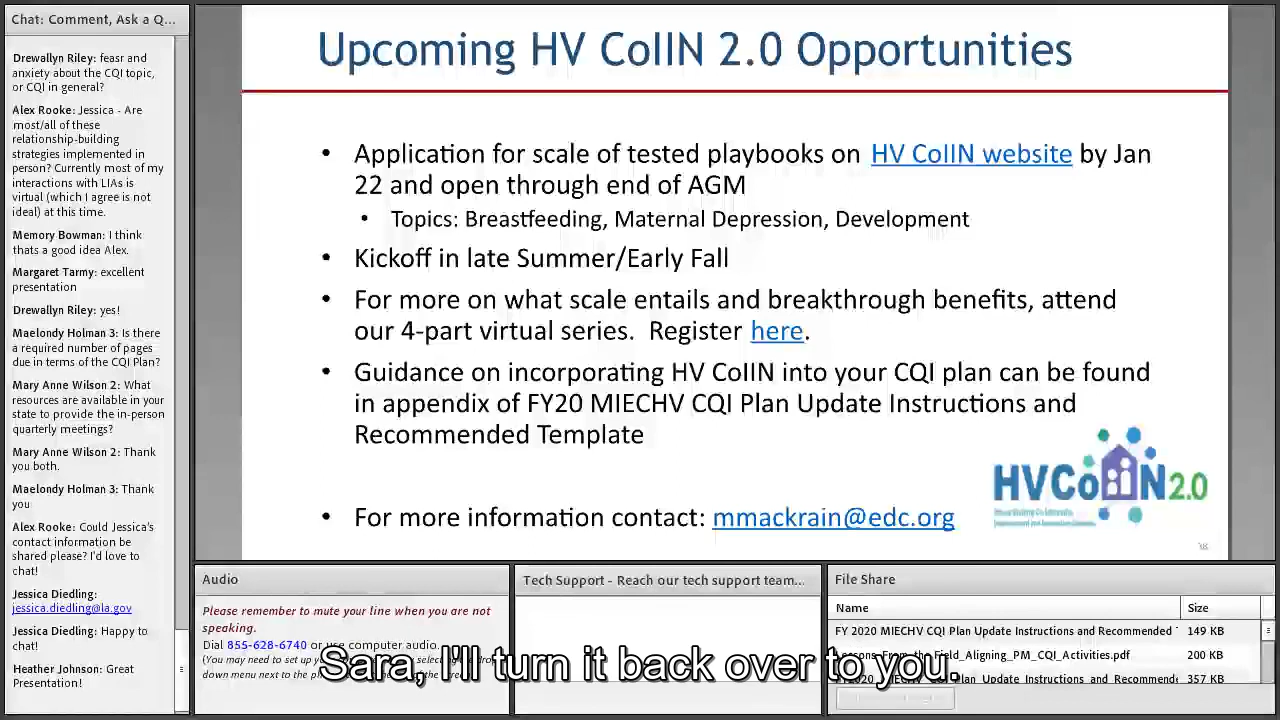 Chat: Comment, Ask a Q...
Drewallyn Riley: fear and
anxiety about the CQI topic,
or CQI in general?
Alex Rooke: Jessica - Are
most/all of these
relationship-building
strategies implemented in
person? Currently most of my
interactions with LIAs is
virtual (which I agree is not
ideal) at this time.
Memory Bowman: I think
thats a good idea Alex.
Margaret Tarmy: excellent
presentation
Drewallyn Riley: yes!
Maelondy Holman 3: Is there
a required number of pages
due in terms of the CQI Plan?
Mary Anne Wilson 2: What
resources are available in your
state to provide the in-person
quarterly meetings?
Mary Anne Wilson 2: Thank
you both.
Maelondy Holman 3: Thank
you
Alex Rooke: Could Jessica's
contact information be
shared please? I'd love to
chat!
Jessica Diedling:
jessica.diedling@la.gov
Jessica Diedling: Happy to
chat!
Heather Johnson: Great
Presentation!
Upcoming HV CoIIN 2.0 Opportunities
• Application for scale of tested playbooks on HV CoIIN website by Jan
22 and open through end of AGM
• Topics: Breastfeeding, Maternal Depression, Development
• Kickoff in late Summer/Early Fall
• For more on what scale entails and breakthrough benefits, attend
our 4-part virtual series. Register here.
• Guidance on incorporating HV CoIIN into your CQI plan can be found
in appendix of FY20 MIECHV CQI Plan Update Instructions and
Recommended Template
• For more information contact: mmackrain@edc.org
HVCoIIN 2.0
Audio
Please remember to mute your line when you are not
speaking.
Dial 855-628-6740 or use computer audio.
(You may need to set up you
menu next to the
Tech Support - Reach our tech support team...
File Share
Name Size
FY 2020 MIECHV CQI Plan Update Instructions and Recommended 149 KB
Lessons_From_the_Field_Aligning_PM_CQI_Activities.pdf 200 KB
FY2020 MIECHV CQI Plan Update Instructions and Recommende 357 KB
Sara, I'll turn it back over to you.